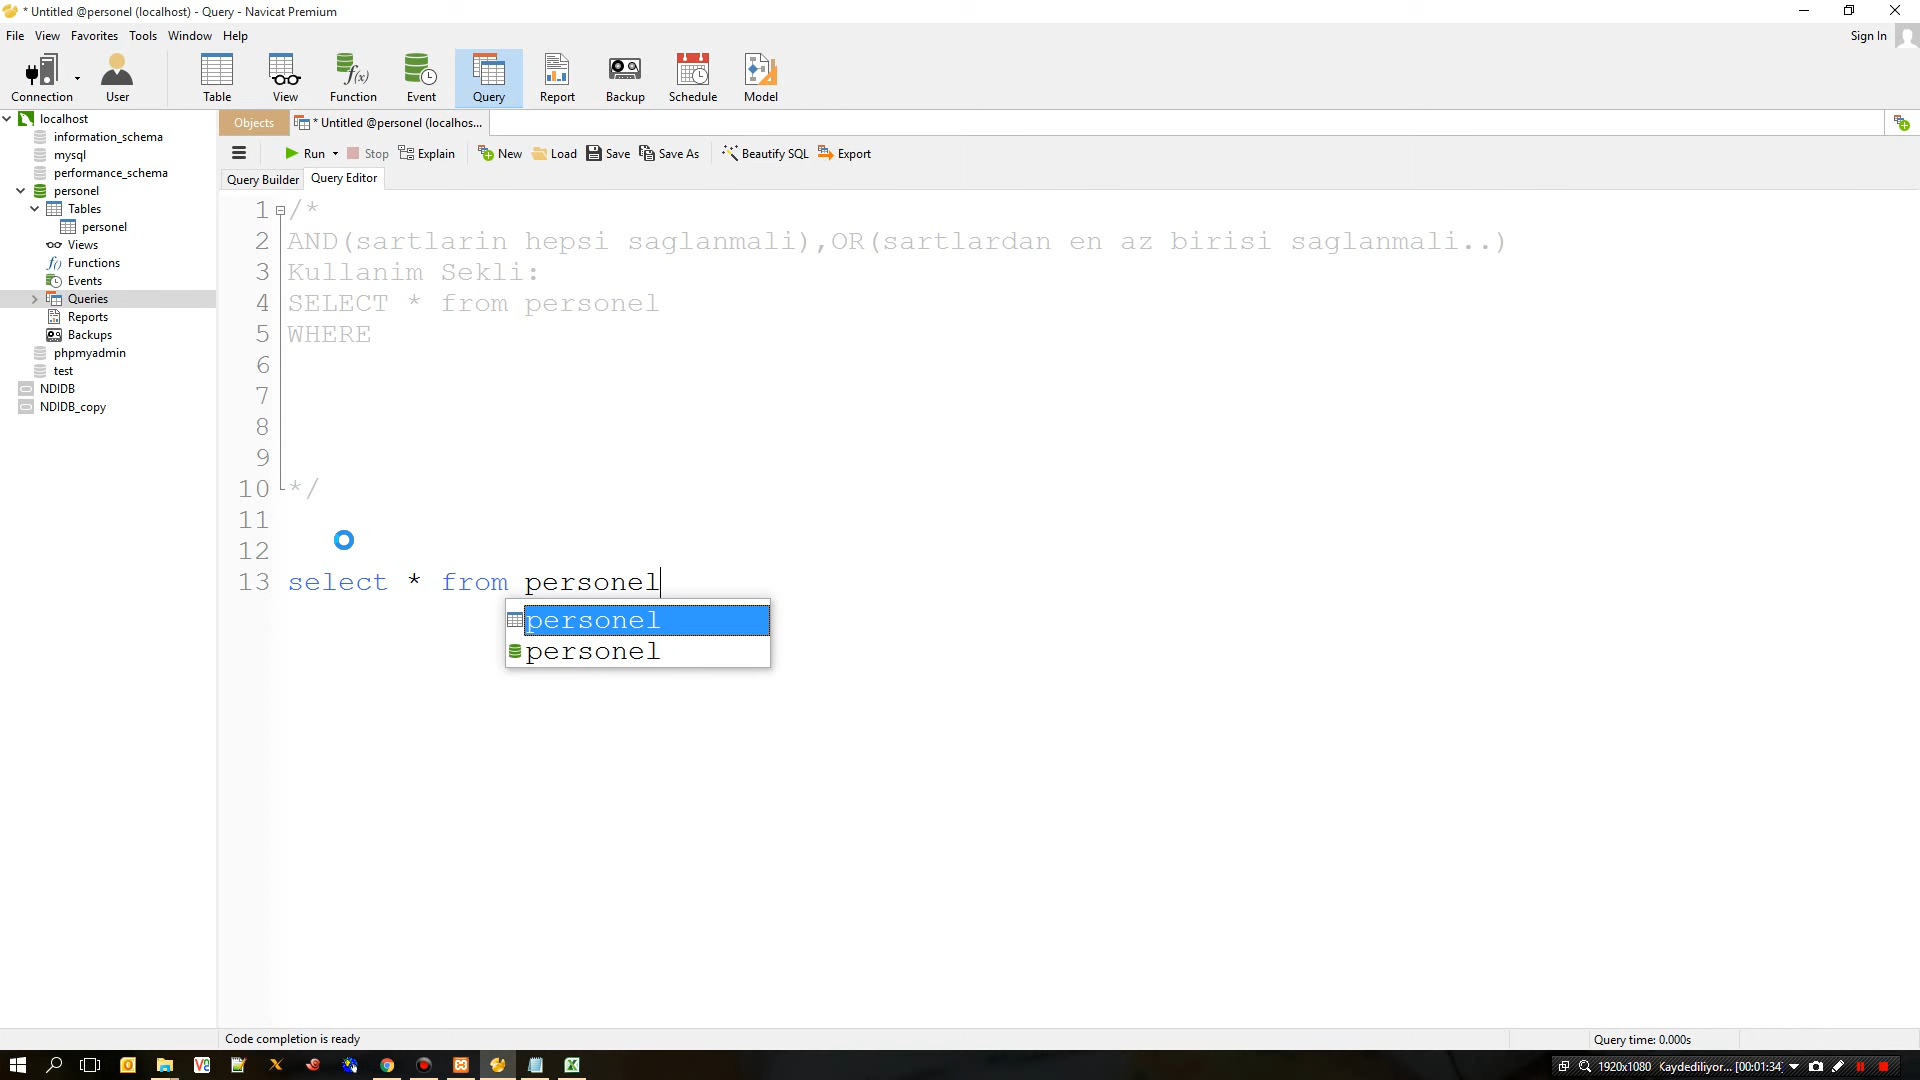 * Untitled @personel (localhost) - Query - Navicat Premium
File View Favorites Tools Window Help
Sign In
Connection User Table View Function Event Query Report Backup Schedule Model
Objects * Untitled @personel (localhos...
Run Stop Explain New Load Save Save As Beautify SQL Export
Query Builder Query Editor
localhost
information_schema
mysql
performance_schema
personel
Tables
personel
Views
Functions
Events
Queries
Reports
Backups
phpmyadmin
test
NDIDB
NDIDB_copy
1 /*
2 AND(sartlarin hepsi saglanmali),OR(sartlardan en az birisi saglanmali..)
3 Kullanim Sekli:
4 SELECT * from personel
5 WHERE
6
7
8
9
10 */
11
12
13 select * from personel
personel
personel
Code completion is ready
Query time: 0.000s
1920x1080 Kaydediliyor... [00:01:34]